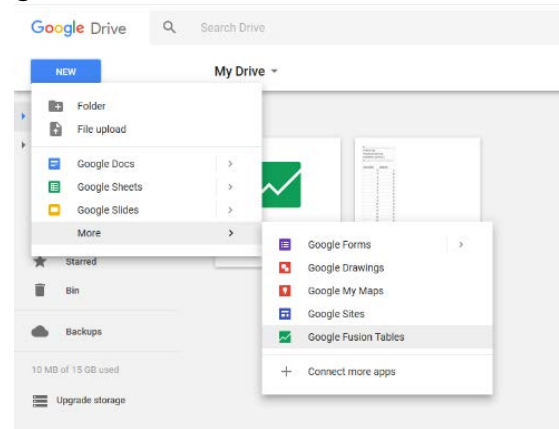 Google Drive
Search Drive
NEW
My Drive
Folder
File upload
Google Docs
Google Sheets
Google Slides
More
Google Forms
Google Drawings
Google My Maps
Google Sites
Google Fusion Tables
Connect more apps
Starred
Bin
Backups
10 MB of 15 GB used
Upgrade storage